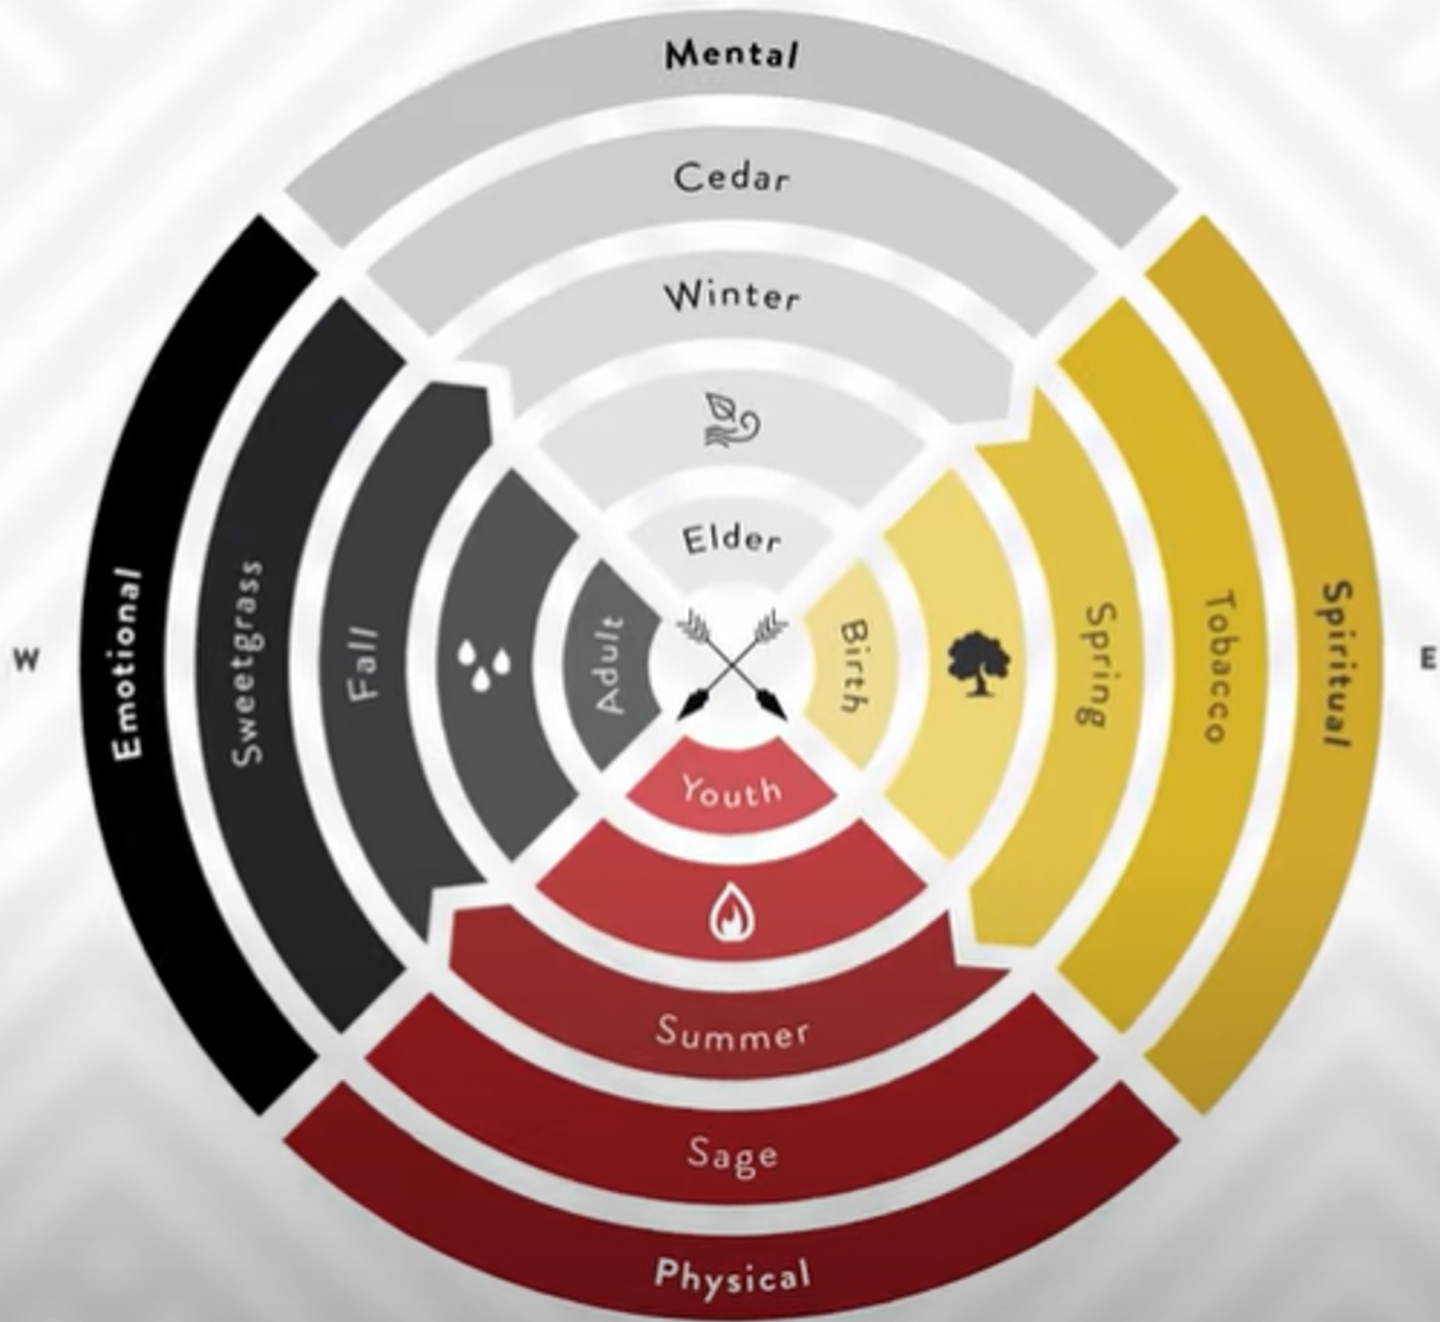 Mental
Cedar
Winter
Elder
W
Emotional
Sweetgrass
Fall
Adult
Birth
Spring
Tobacco
Spiritual
E
Youth
Summer
Sage
Physical